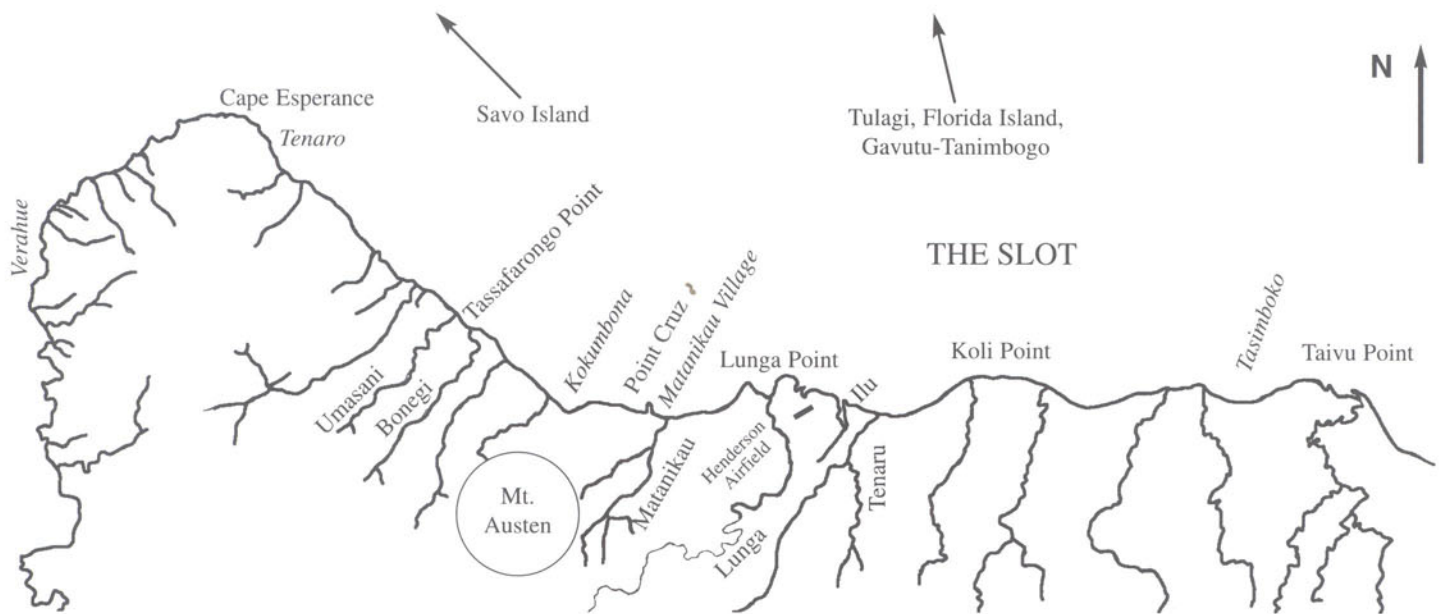 N
Cape Esperance
Tenaro
Savo Island
Tulagi, Florida Island,
Gavutu-Tanimbogo
Verahue
THE SLOT
Tassafarongo Point
Kokumbona
Point Cruz
Matanikau Village
Lunga Point
Koli Point
Tasimboko
Taivu Point
Ilu
Umasani
Bonegi
Mt.
Austen
Matanikau
Henderson
Airfield
Lunga
Tenaru